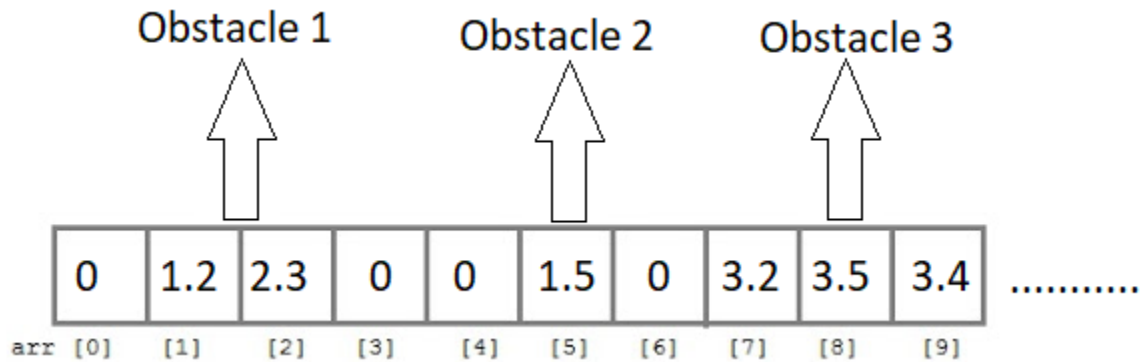 Obstacle 1 Obstacle 2 Obstacle 3
0 1.2 2.3 0 0 1.5 0 3.2 3.5 3.4 ...........
arr [0] [1] [2] [3] [4] [5] [6] [7] [8] [9]